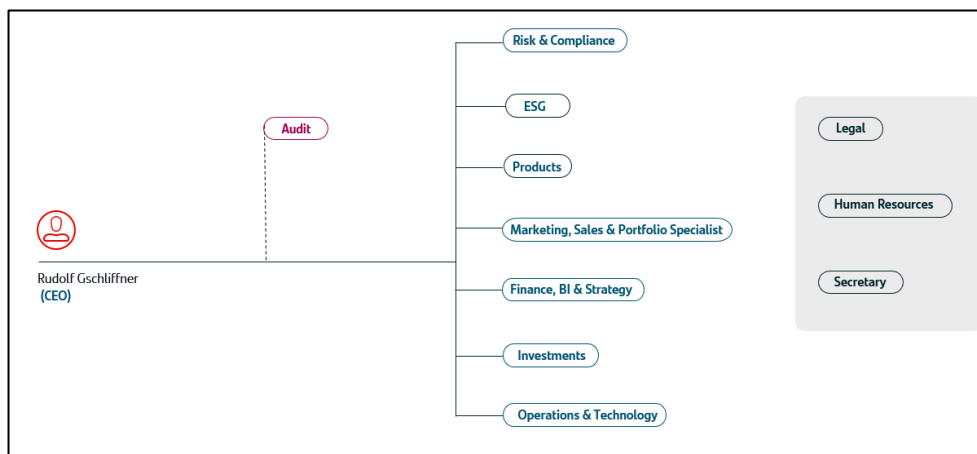 Risk & Compliance
ESG
Audit
Legal
Products
Human Resources
Marketing, Sales & Portfolio Specialist
Rudolf Gschliffner
(CEO)
Finance, BI & Strategy
Secretary
Investments
Operations & Technology